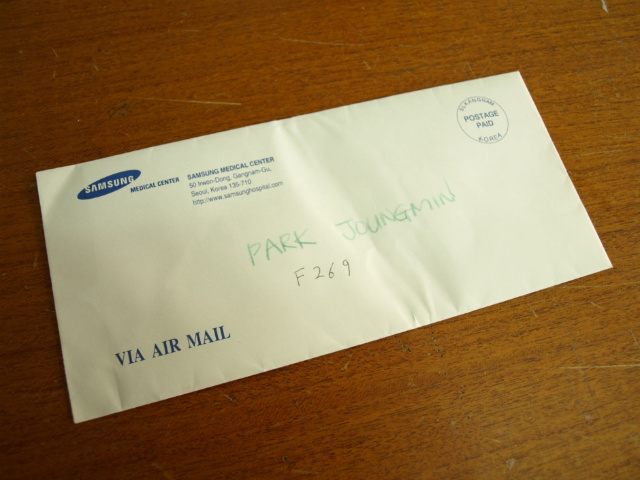 SAMSUNG
MEDICAL CENTER
SAMSUNG MEDICAL CENTER
50 Irwon-Dong, Gangnam-Gu,
Seoul, Korea 135-710
http://www.samsunghospital.com
POSTAGE
PAID
KOREA
PARK JOUNGMIN
F269
VIA AIR MAIL